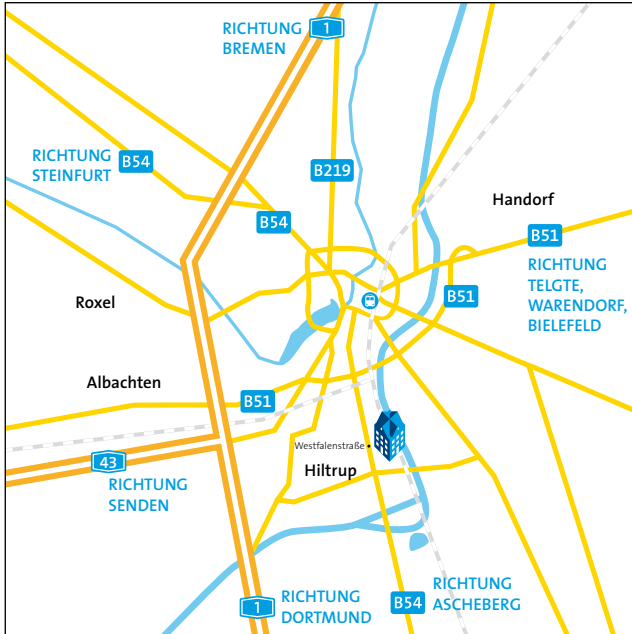 RICHTUNG
BREMEN
1
RICHTUNG
STEINFURT
B54
B219
B54
Handorf
B51
RICHTUNG
TELGTE,
WARENDORF,
BIELEFELD
B51
Roxel
Albachten
B51
Westfalenstraße
Hiltrup
43
RICHTUNG
SENDEN
1
RICHTUNG
DORTMUND
B54
RICHTUNG
ASCHEBERG